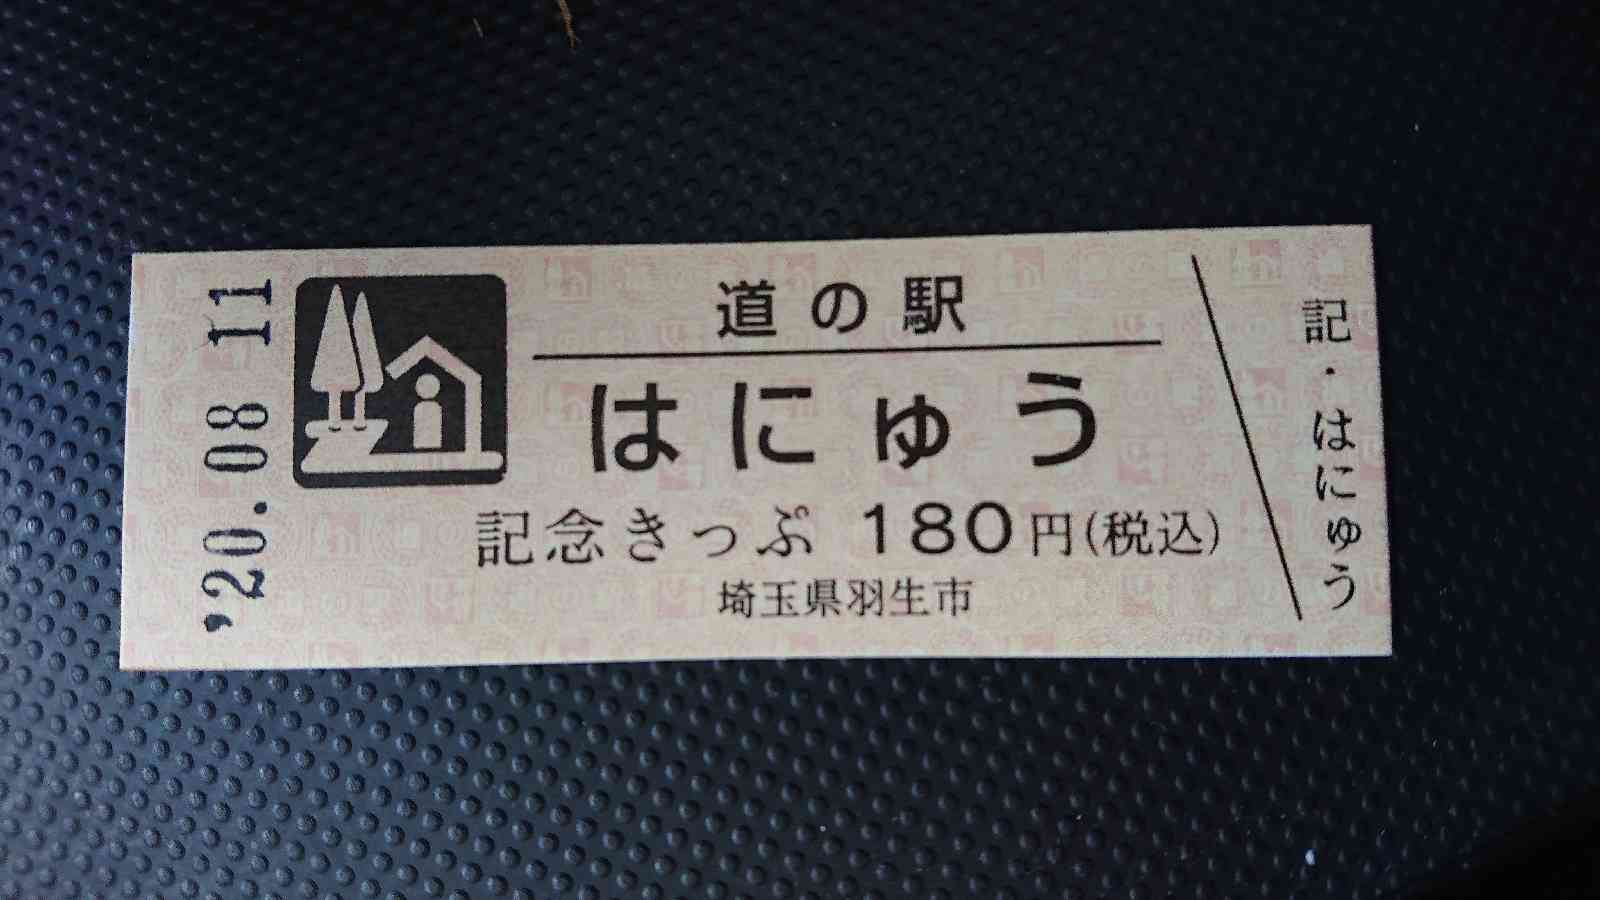 '20.08 11
道の駅
はにゅう
記念きっぷ 180円(税込)
埼玉県羽生市
記・はにゅう